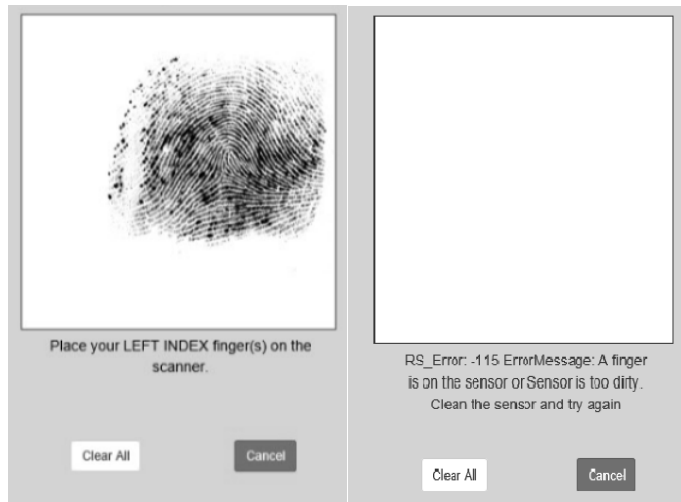 Place your LEFT INDEX finger(s) on the
scanner.
Clear All
Cancel
RS_Error: -115 ErrorMessage: A finger
is on the sensor or Sensor is too dirty.
Clean the sensor and try again
Clear All
Cancel